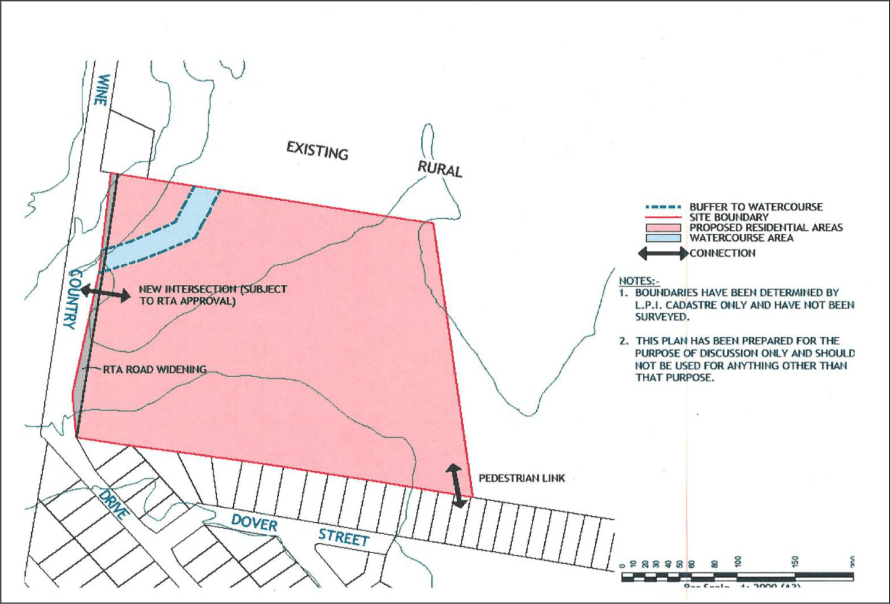 WINE
EXISTING
RURAL
COUNTRY
NEW INTERSECTION (SUBJECT
TO RTA APPROVAL)
RTA ROAD WIDENING
PEDESTRIAN LINK
DRIVE
DOVER
STREET
BUFFER TO WATERCOURSE
SITE BOUNDARY
PROPOSED RESIDENTIAL AREAS
WATERCOURSE AREA
CONNECTION
NOTES:-
1. BOUNDARIES HAVE BEEN DETERMINED BY
L.P.I. CADASTRE ONLY AND HAVE NOT BEEN
SURVEYED.
2. THIS PLAN HAS BEEN PREPARED FOR THE
PURPOSE OF DISCUSSION ONLY AND SHOULD
NOT BE USED FOR ANYTHING OTHER THAN
THAT PURPOSE.
0 10 20 30 40 50 60 80 100 150